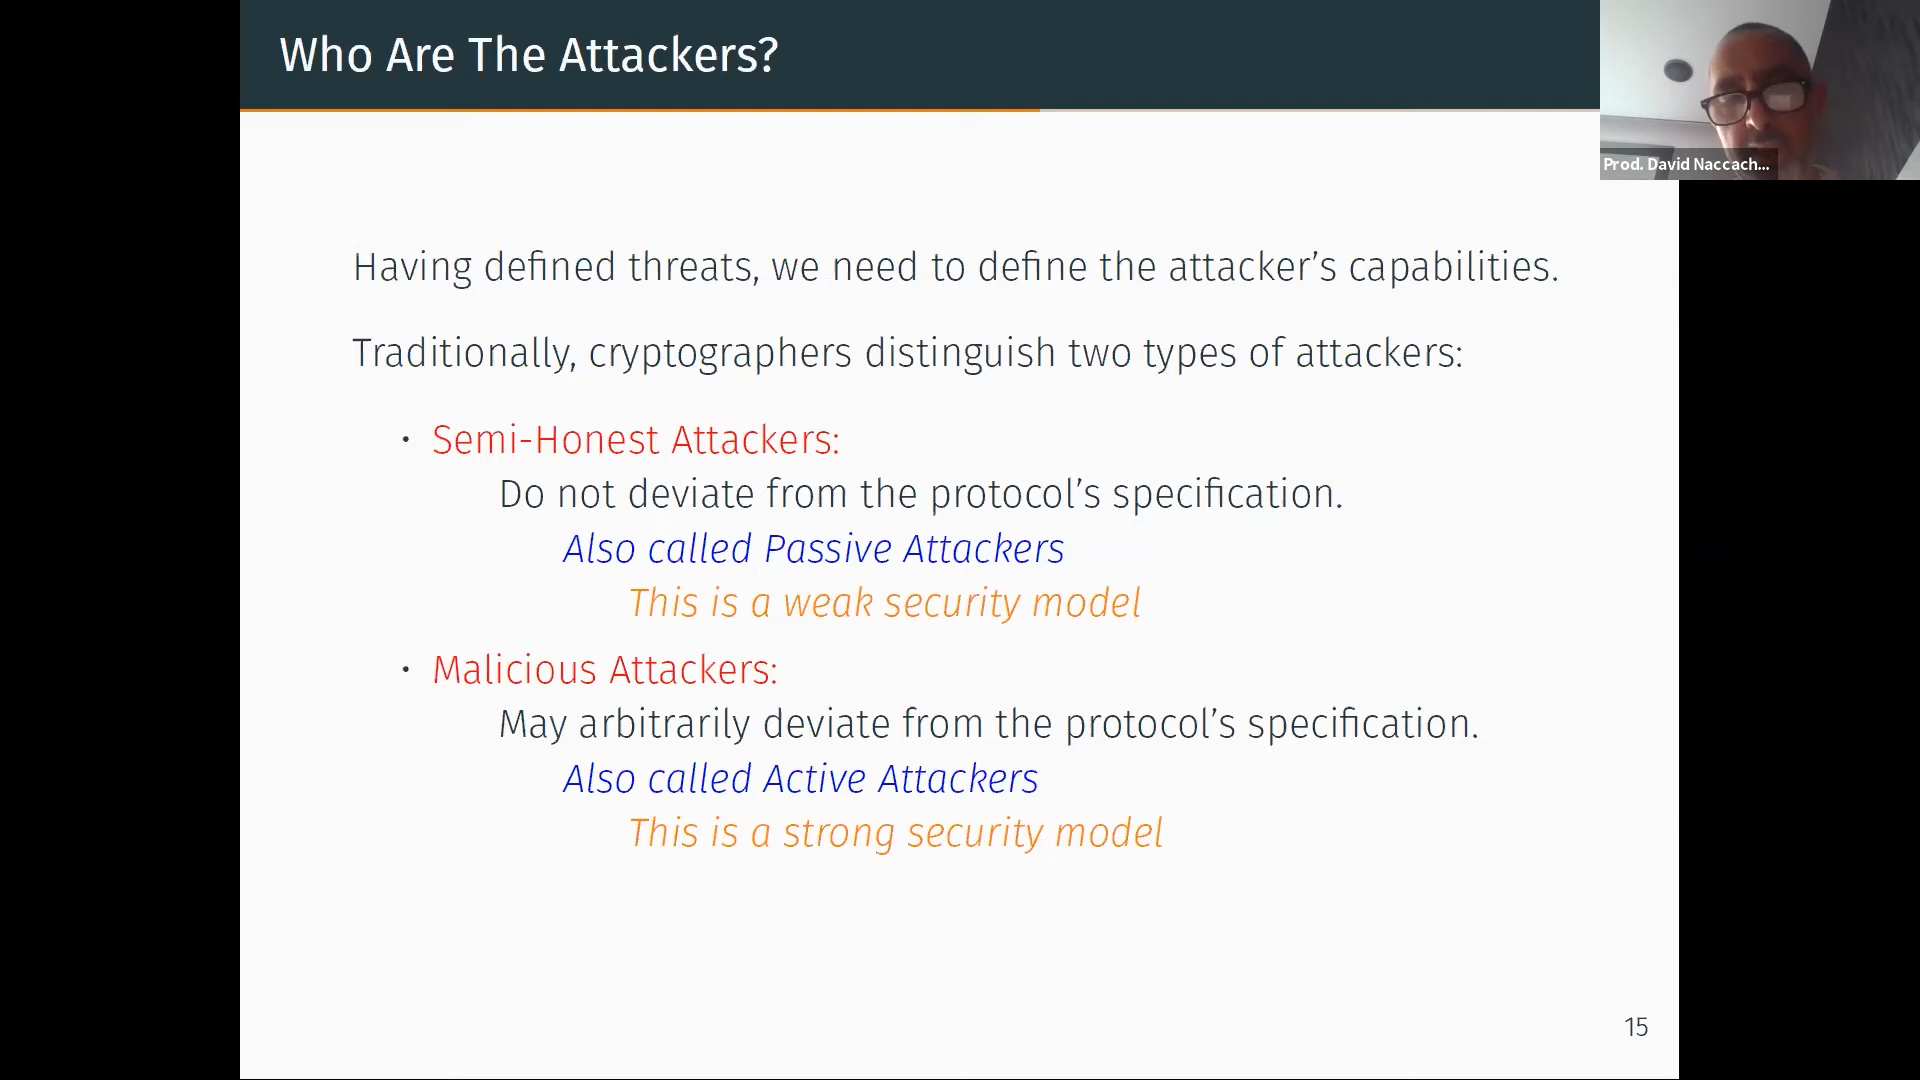 Who Are The Attackers?
Prod. David Naccach...
Having defined threats, we need to define the attacker’s capabilities.
Traditionally, cryptographers distinguish two types of attackers:
• Semi-Honest Attackers:
Do not deviate from the protocol’s specification.
Also called Passive Attackers
This is a weak security model
• Malicious Attackers:
May arbitrarily deviate from the protocol’s specification.
Also called Active Attackers
This is a strong security model
15